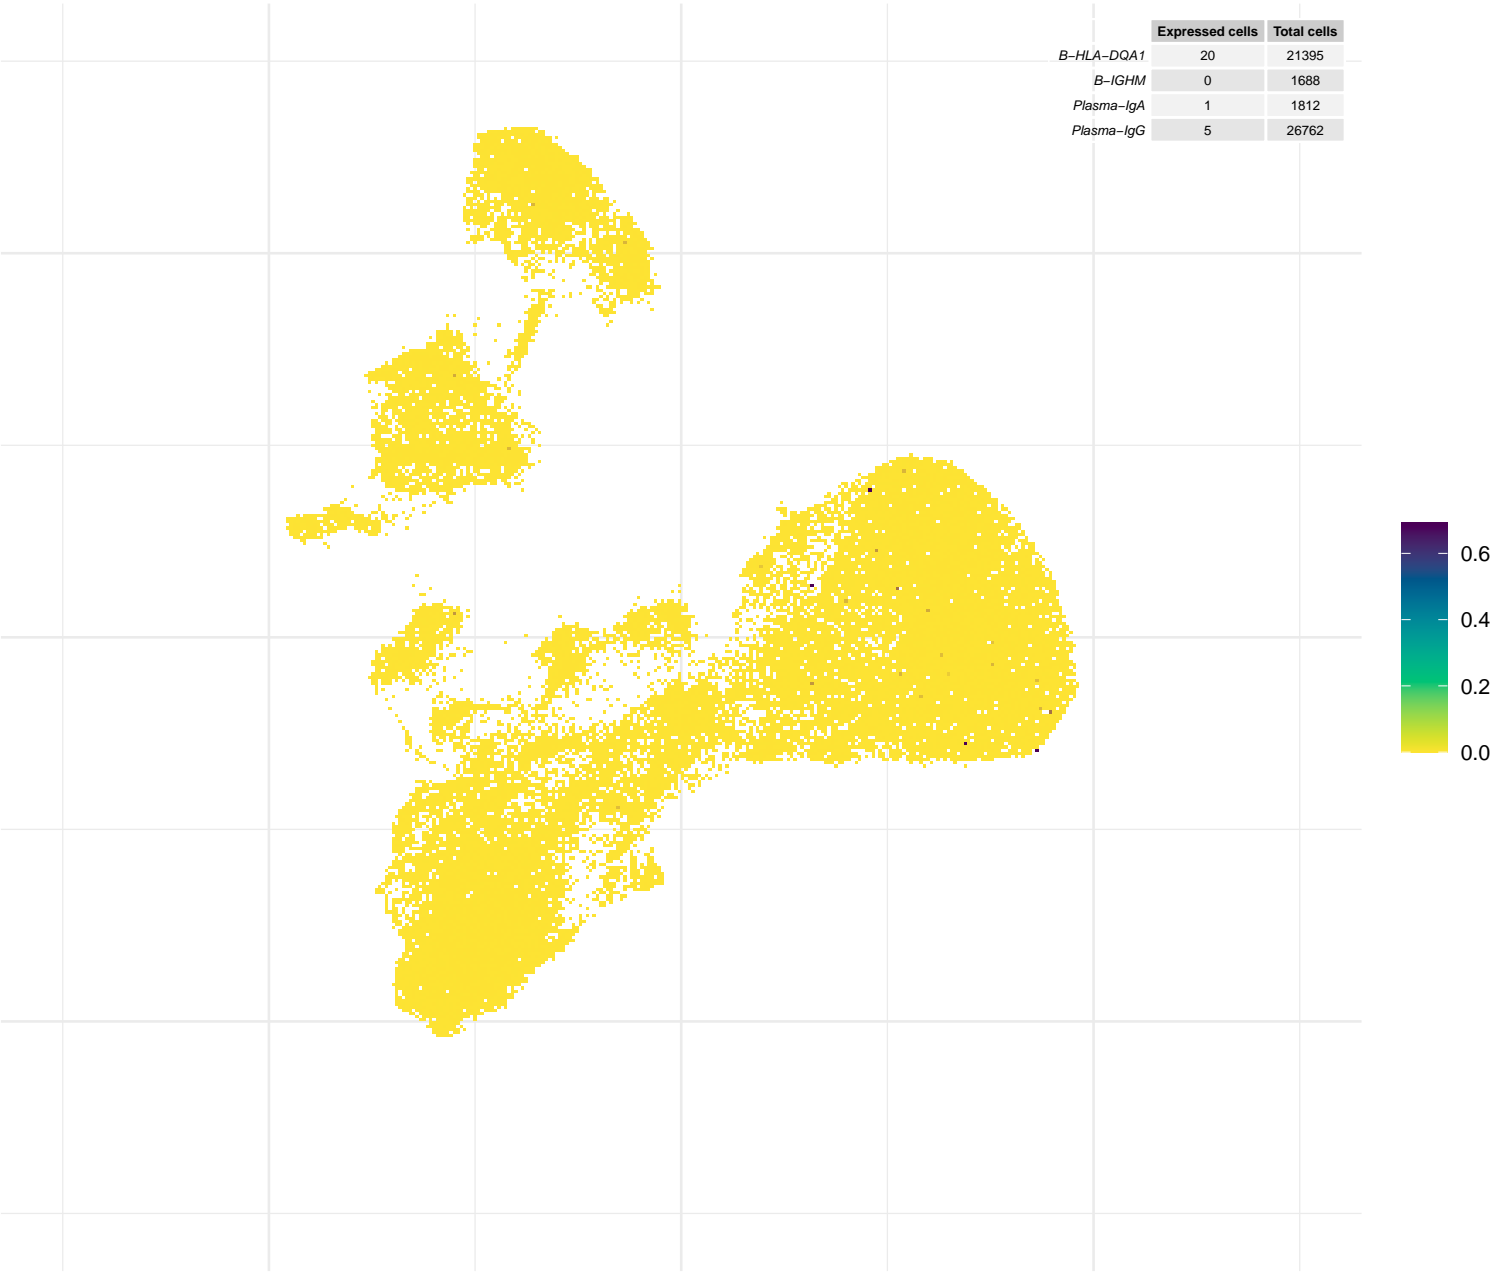 Expressed cells Total cells
B−HLA−DQA1 20 21395
B−IGHM 0 1688
Plasma−IgA 1 1812
Plasma−IgG 5 26762
0.6
0.4
0.2
0.0